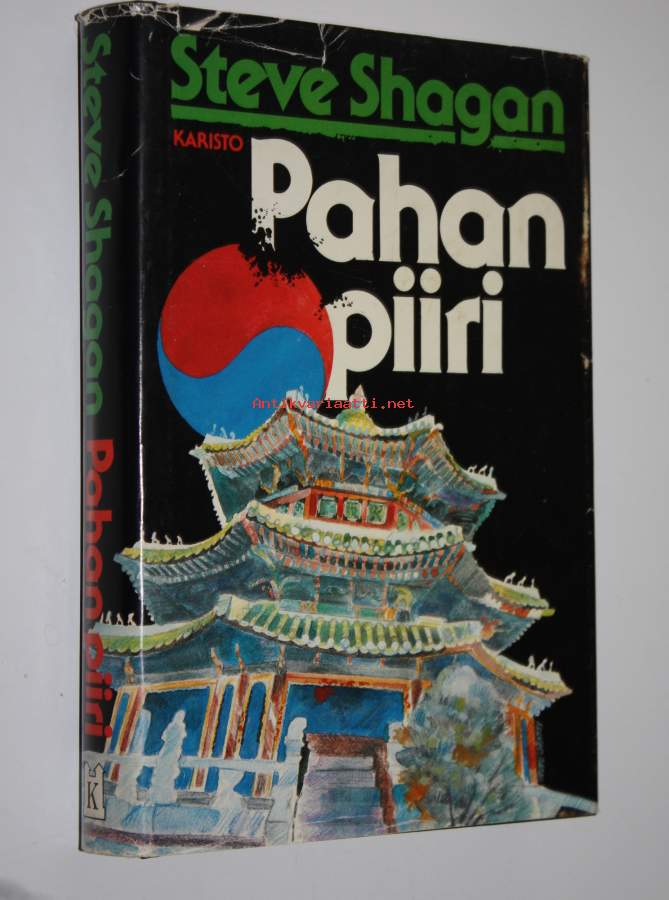 Steve Shagan
KARISTO
Pahan
piiri
Antikvariaatti.net
Steve Shagan Pahan piiri
K